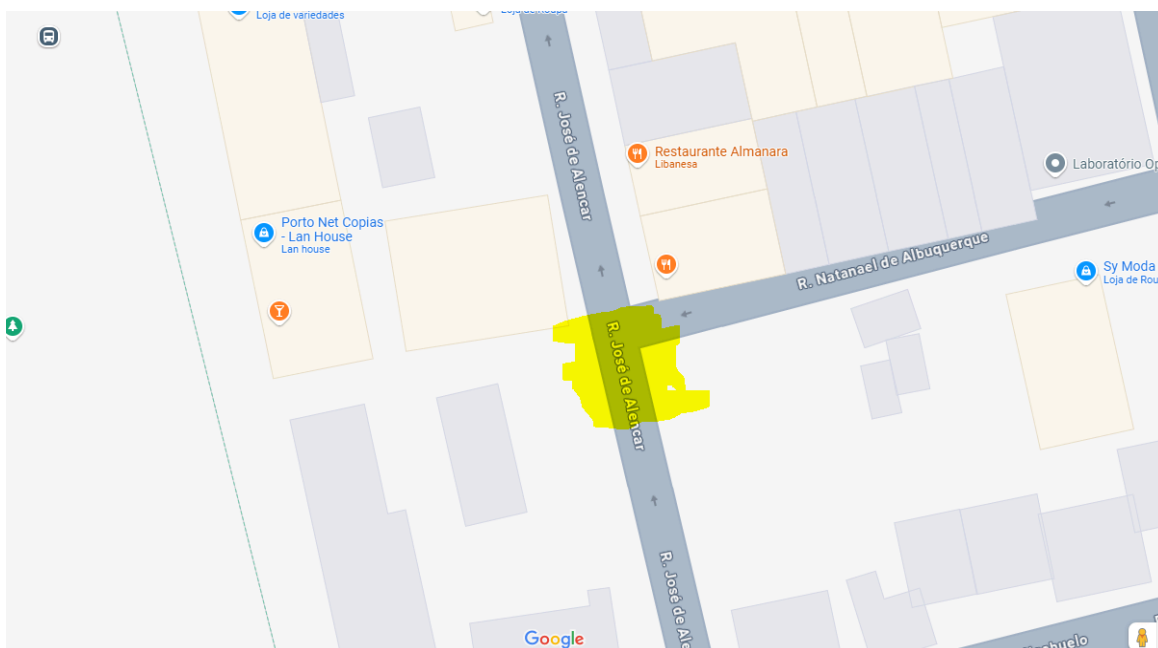 Loja de variedades
R. José de Alencar
Restaurante Almanara
Libanesa
Laboratório Op
Porto Net Copias
- Lan House
Lan house
R. Natanael de Albuquerque
Sy Moda
Loja de Rou
R. José de Alencar
R. José de Ale
Google